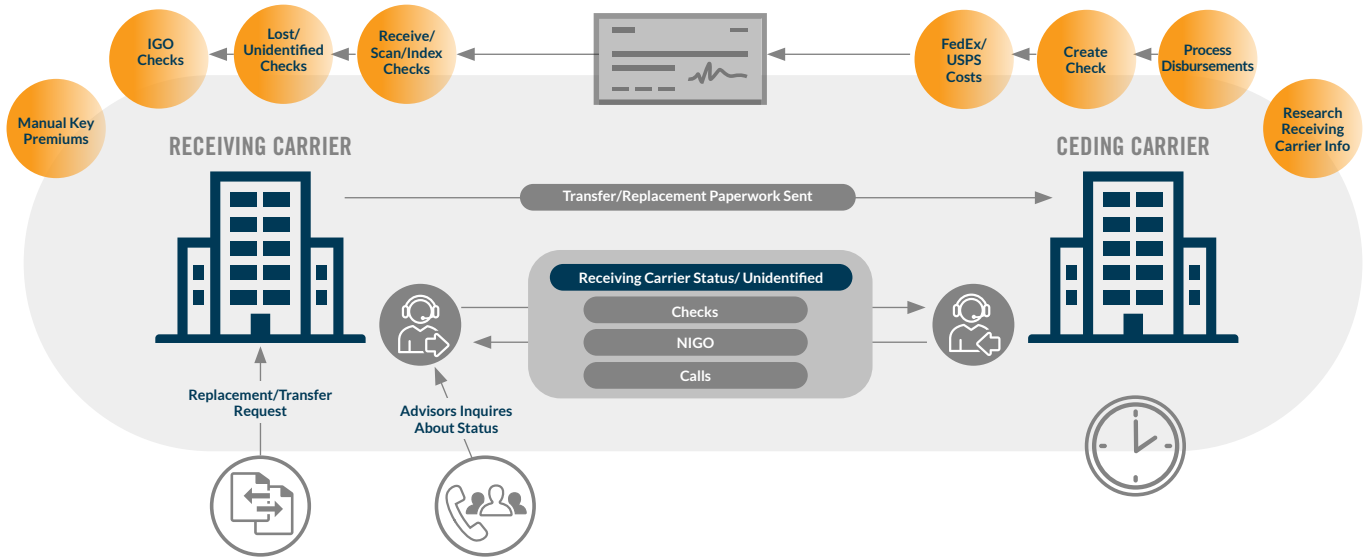 IGO
Checks
Lost/
Unidentified
Checks
Receive/
Scan/Index
Checks
FedEx/
USPS
Costs
Create
Check
Process
Disbursements
Manual Key
Premiums
Research
Receiving
Carrier Info
RECEIVING CARRIER
CEDING CARRIER
Transfer/Replacement Paperwork Sent
Receiving Carrier Status/ Unidentified
Checks
NIGO
Calls
Replacement/Transfer
Request
Advisors Inquires
About Status